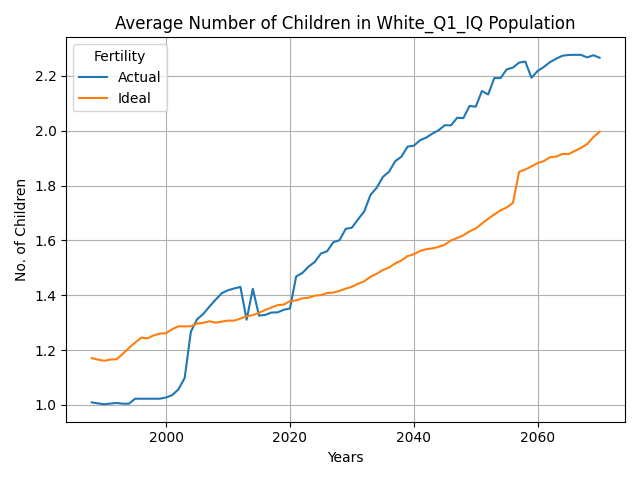 Average Number of Children in White_Q1_IQ Population
Fertility
Actual
Ideal
No. of Children
2.2
2.0
1.8
1.6
1.4
1.2
1.0
2000
2020
2040
2060
Years